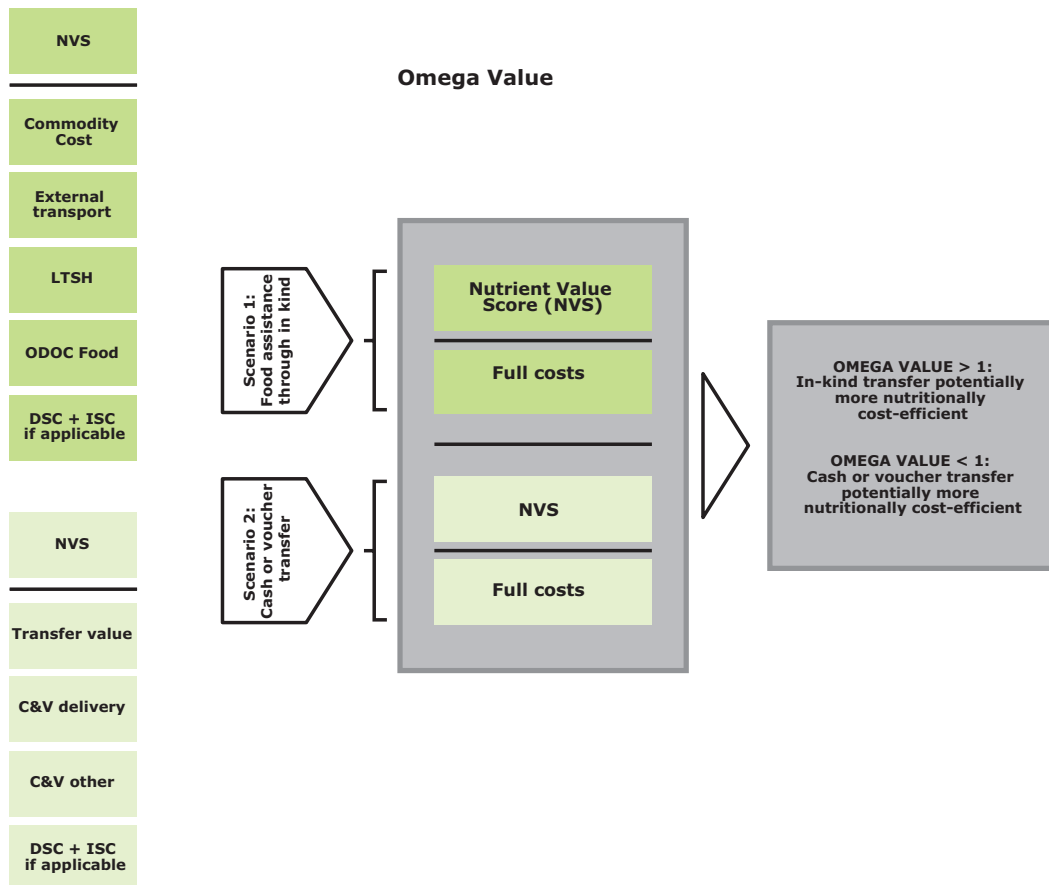 NVS
Commodity
Cost
External
transport
LTSH
ODOC Food
DSC + ISC
if applicable
NVS
Transfer value
C&V delivery
C&V other
DSC + ISC
if applicable
Omega Value
Scenario 1:
Food assistance
through in kind
Scenario 2:
Cash or voucher
transfer
Nutrient Value
Score (NVS)
Full costs
NVS
Full costs
OMEGA VALUE > 1:
In-kind transfer potentially
more nutritionally
cost-efficient
OMEGA VALUE < 1:
Cash or voucher transfer
potentially more
nutritionally cost-efficient